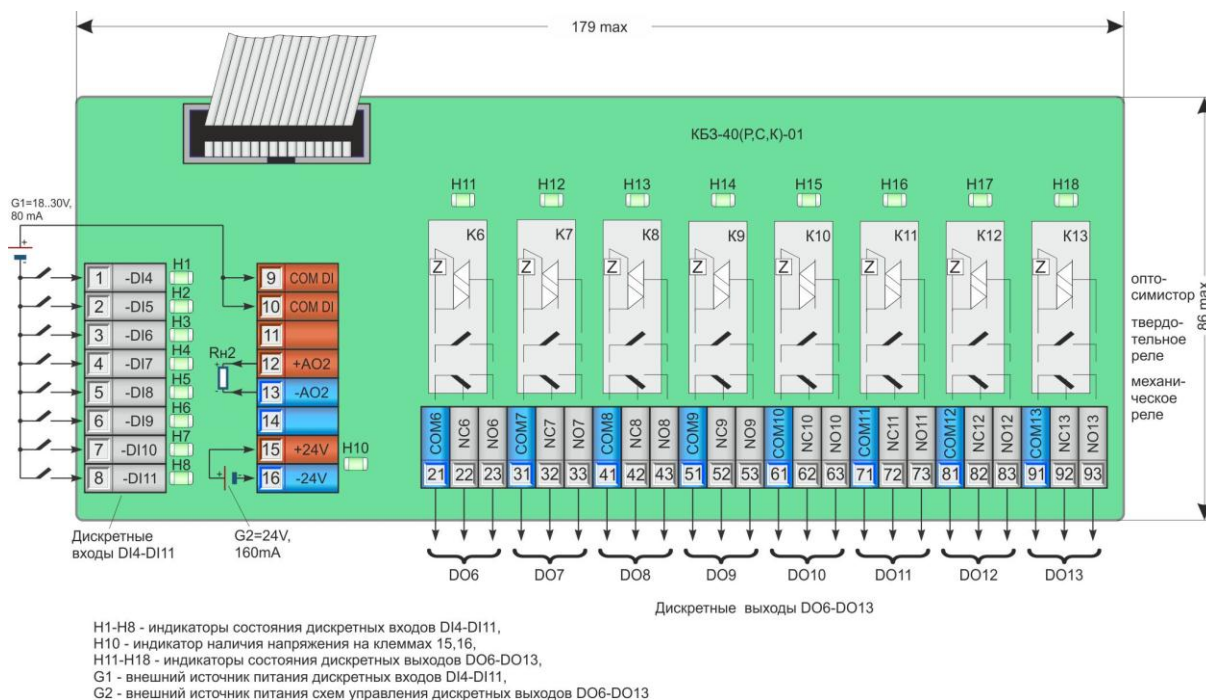 179 max
КБЗ-40(Р,С,К)-01
G1=18..30V,
80 mA
+
-
1 -DI4 H1
2 -DI5 H2
3 -DI6 H3
4 -DI7 H4
5 -DI8 H5
6 -DI9 H6
7 -DI10 H7
8 -DI11 H8
Rн2
+
-
9 COM DI
10 COM DI
11
12 +AO2
13 -AO2
14
15 +24V
16 -24V
H10
+ -
Дискретные
входы DI4-DI11
G2=24V,
160mA
H11 H12 H13 H14 H15 H16 H17 H18
К6 К7 К8 К9 К10 К11 К12 К13
Z Z Z Z Z Z Z Z
опто-
симистор
твердо-
тельное
реле
механи-
ческое
реле
86 max
COM6 NC6 NO6 COM7 NC7 NO7 COM8 NC8 NO8 COM9 NC9 NO9 COM10 NC10 NO10 COM11 NC11 NO11 COM12 NC12 NO12 COM13 NC13 NO13
21 22 23 31 32 33 41 42 43 51 52 53 61 62 63 71 72 73 81 82 83 91 92 93
DO6 DO7 DO8 DO9 DO10 DO11 DO12 DO13
Дискретные выходы DO6-DO13
H1-H8 - индикаторы состояния дискретных входов DI4-DI11,
H10 - индикатор наличия напряжения на клеммах 15,16,
H11-H18 - индикаторы состояния дискретных выходов DO6-DO13,
G1 - внешний источник питания дискретных входов DI4-DI11,
G2 - внешний источник питания схем управления дискретных выходов DO6-DO13